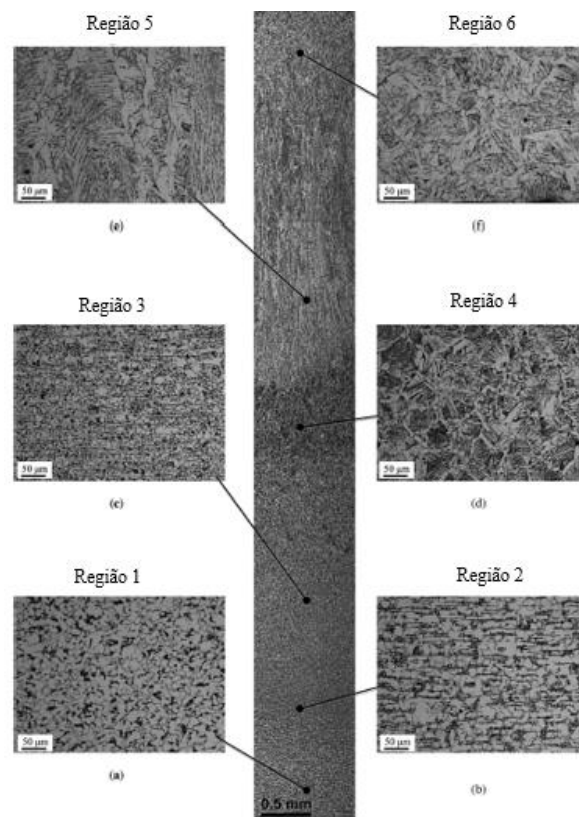 Região 5
Região 6
50 µm
50 µm
(e)
(f)
Região 3
Região 4
50 µm
50 µm
(c)
(d)
Região 1
Região 2
50 µm
50 µm
(a)
(b)
0.5 mm